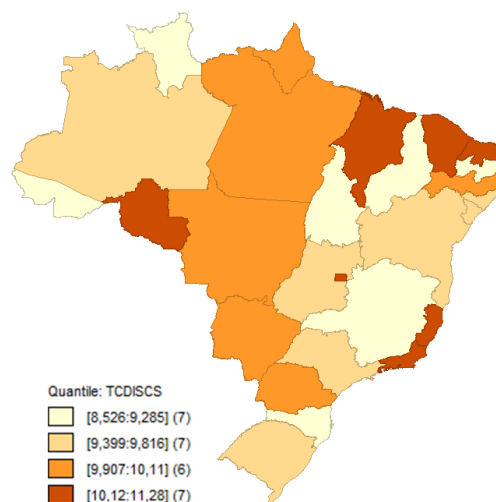 Quantile: TCDISCS
[8,526:9,285] (7)
[9,399:9,816] (7)
[9,907:10,11] (6)
[10,12:11,28] (7)